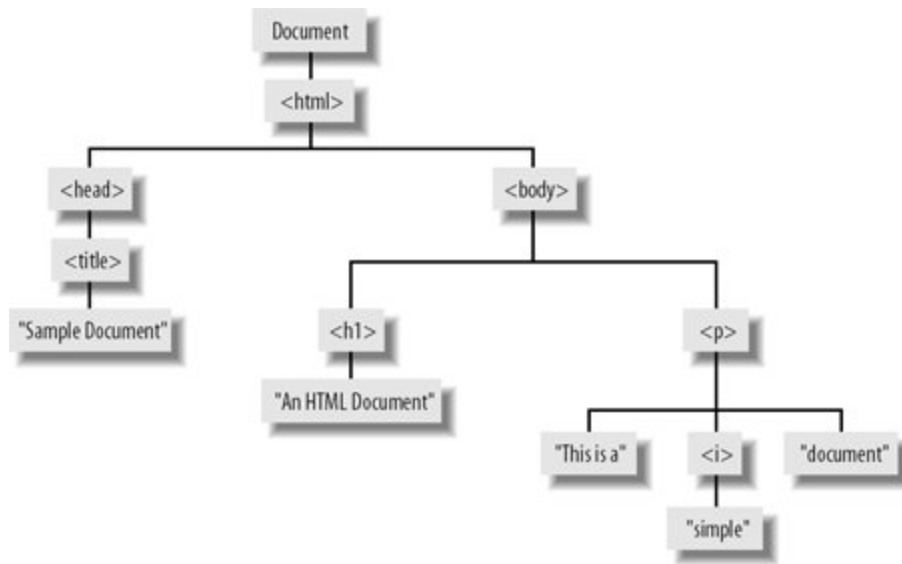 Document
<html>
<head>
<body>
<title>
"Sample Document"
<h1>
<p>
"An HTML Document"
"This is a"
<i>
"document"
"simple"